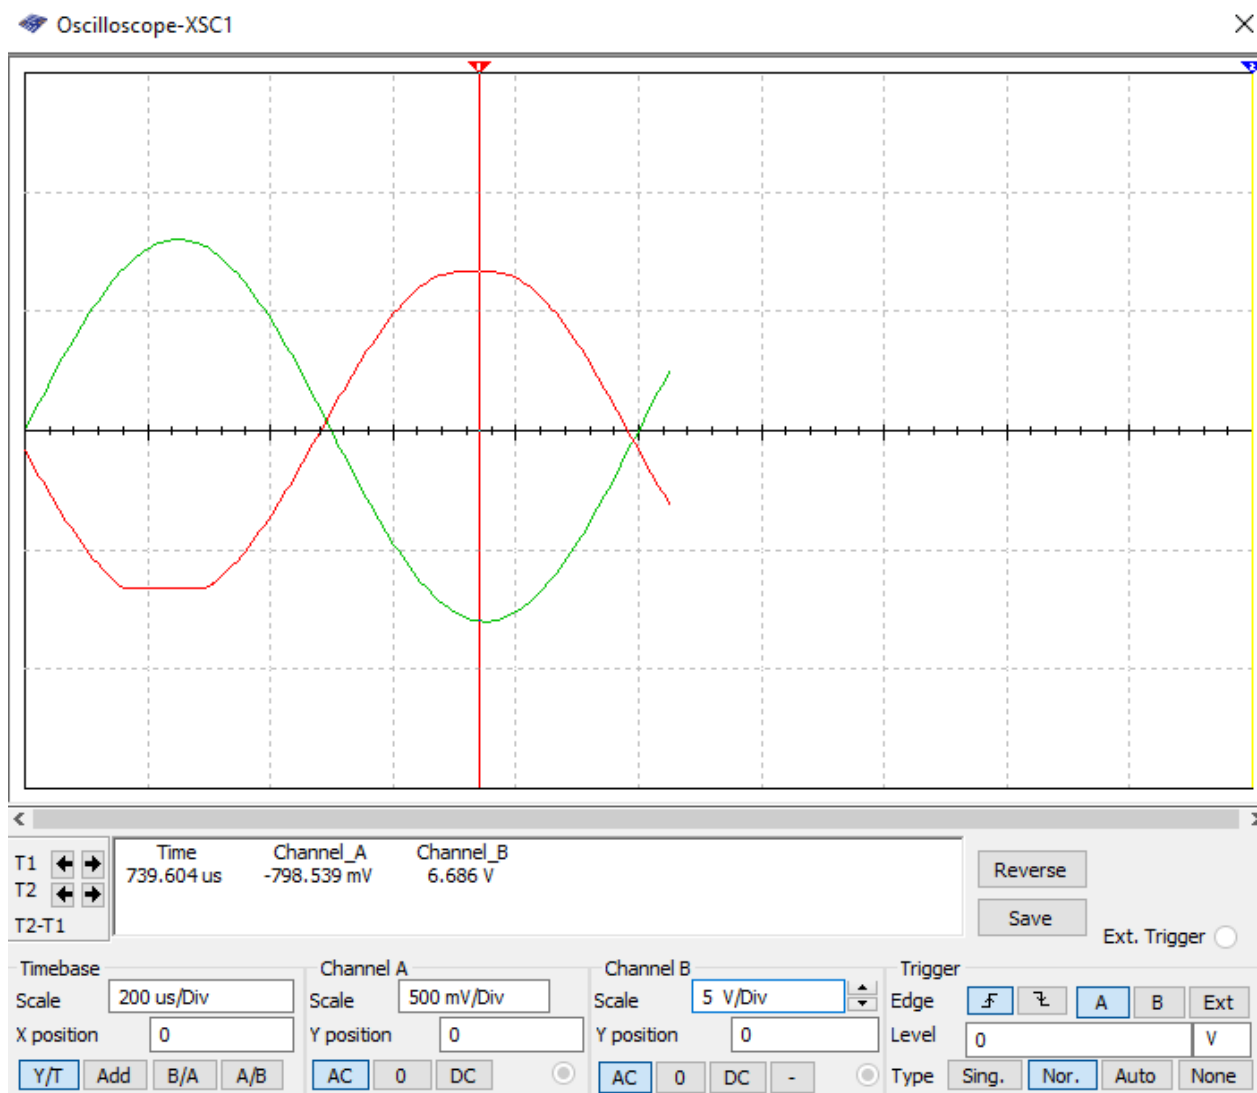 Oscilloscope-XSC1
1
2
Time Channel_A Channel_B
T1 739.604 us -798.539 mV 6.686 V
T2
T2-T1
Reverse
Save
Ext. Trigger
Timebase
Scale 200 us/Div
X position 0
Y/T Add B/A A/B
Channel A
Scale 500 mV/Div
Y position 0
AC 0 DC
Channel B
Scale 5 V/Div
Y position 0
AC 0 DC -
Trigger
Edge A B Ext
Level 0 V
Type Sing. Nor. Auto None